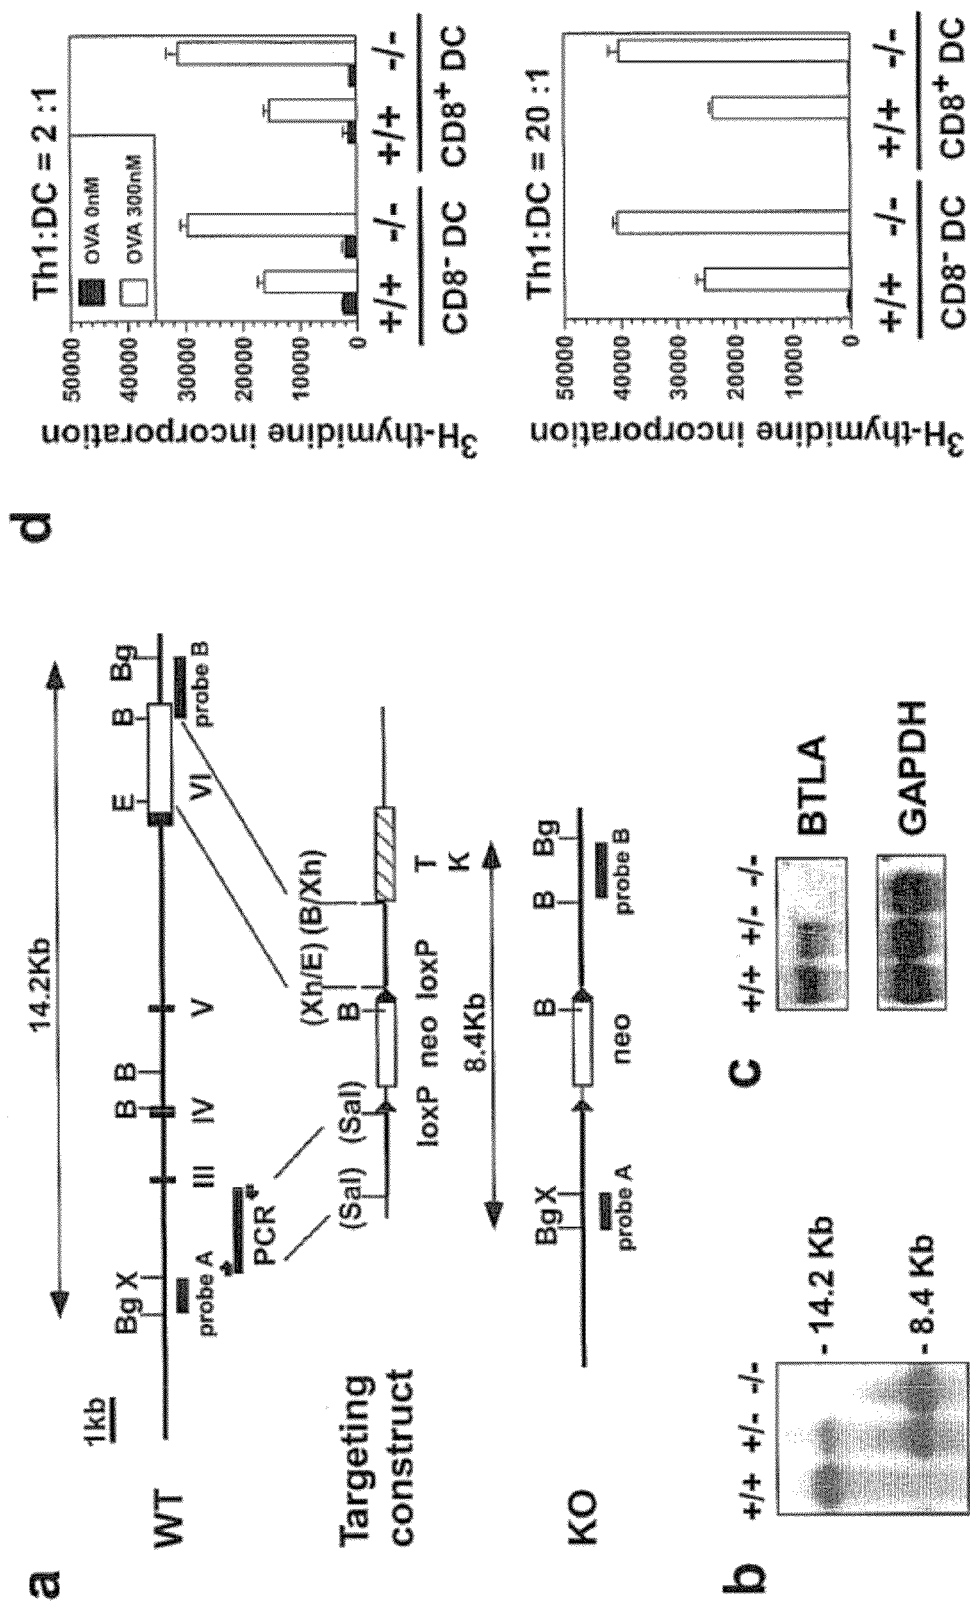 a
1kb
14.2Kb
WT
Bg X B B E B Bg
probe A III IV V VI probe B
PCR
Targeting
construct
(Sal) (Sal) B (Xh/E) (B/Xh)
loxP neo loxP T
K
8.4Kb
KO
Bg X B B Bg
probe A neo probe B
b
+/+ +/- -/-
- 14.2 Kb
- 8.4 Kb
c
+/+ +/- -/-
BTLA
GAPDH
d
Th1:DC = 2 :1
OVA 0nM
OVA 300nM
3H-thymidine incorporation
50000
40000
30000
20000
10000
0
+/+ -/- +/+ -/-
CD8- DC CD8+ DC
Th1:DC = 20 :1
3H-thymidine incorporation
50000
40000
30000
20000
10000
0
+/+ -/- +/+ -/-
CD8- DC CD8+ DC